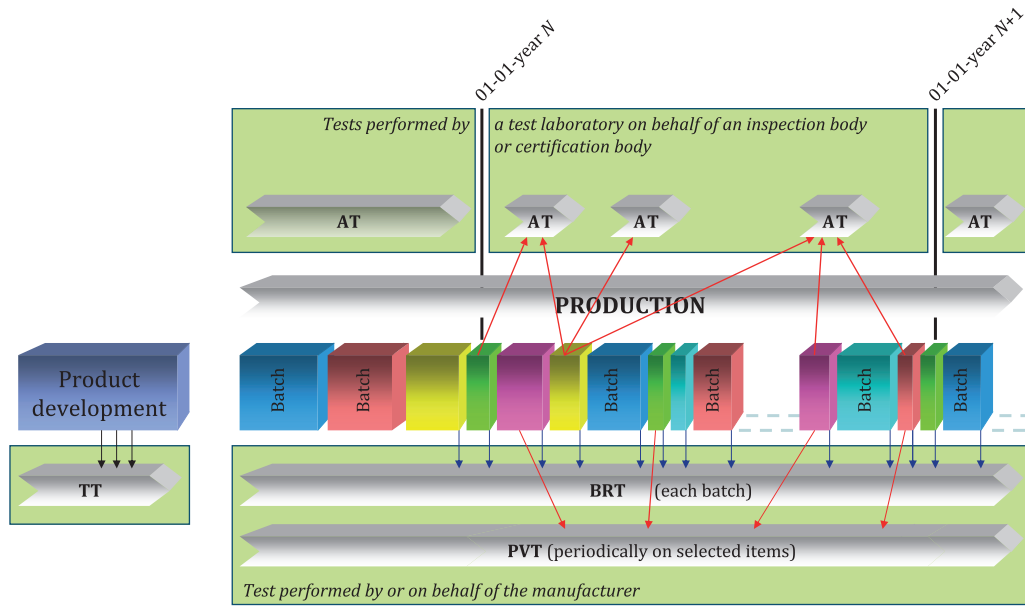 01-01-year N
01-01-year N+1
Tests performed by
a test laboratory on behalf of an inspection body
or certification body
AT
AT
AT
AT
AT
PRODUCTION
Product
development
Batch
Batch
Batch
Batch
Batch
Batch
TT
BRT (each batch)
PVT (periodically on selected items)
Test performed by or on behalf of the manufacturer